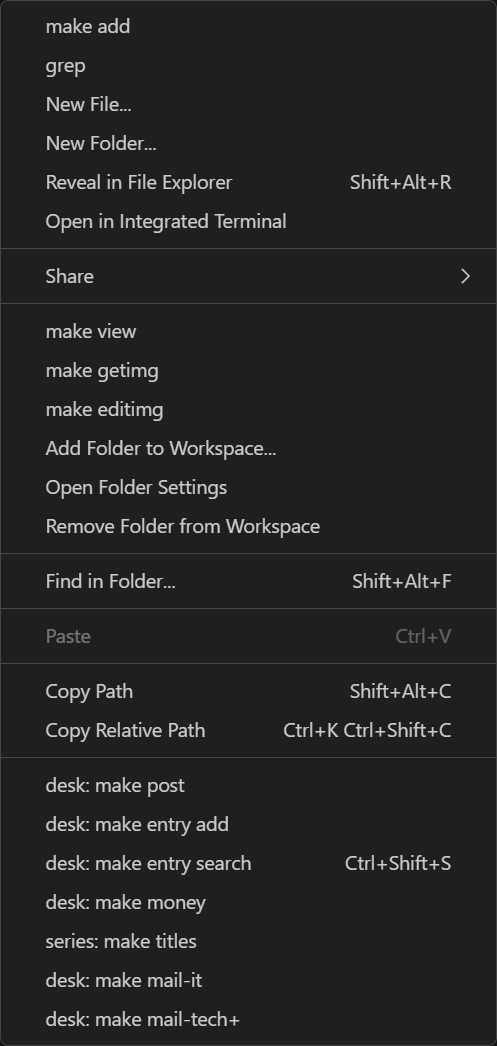 make add
grep
New File...
New Folder...
Reveal in File Explorer Shift+Alt+R
Open in Integrated Terminal
Share
make view
make getimg
make editimg
Add Folder to Workspace...
Open Folder Settings
Remove Folder from Workspace
Find in Folder... Shift+Alt+F
Paste Ctrl+V
Copy Path Shift+Alt+C
Copy Relative Path Ctrl+K Ctrl+Shift+C
desk: make post
desk: make entry add
desk: make entry search Ctrl+Shift+S
desk: make money
series: make titles
desk: make mail-it
desk: make mail-tech+